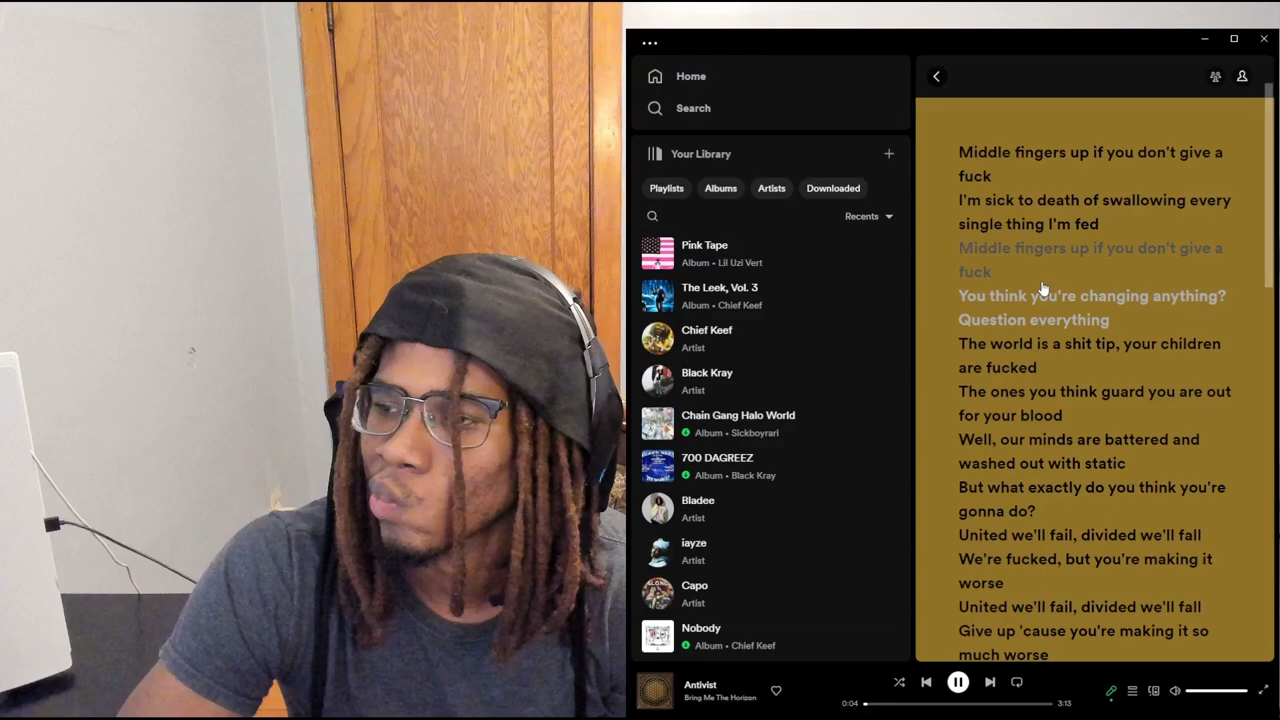 Home
Search
Your Library
Playlists
Albums
Artists
Downloaded
Recents
Pink Tape
Album • Lil Uzi Vert
The Leek, Vol. 3
Album • Chief Keef
Chief Keef
Artist
Black Kray
Artist
Chain Gang Halo World
Album • Sickboyrari
700 DAGREEZ
Album • Black Kray
Bladee
Artist
iayze
Artist
Capo
Artist
Nobody
Album • Chief Keef
Middle fingers up if you don't give a
fuck
I'm sick to death of swallowing every
single thing I'm fed
Middle fingers up if you don't give a
fuck
You think you're changing anything?
Question everything
The world is a shit tip, your children
are fucked
The ones you think guard you are out
for your blood
Well, our minds are battered and
washed out with static
But what exactly do you think you're
gonna do?
United we'll fail, divided we'll fall
We're fucked, but you're making it
worse
United we'll fail, divided we'll fall
Give up 'cause you're making it so
much worse
Antivist
Bring Me The Horizon
0:04
3:13